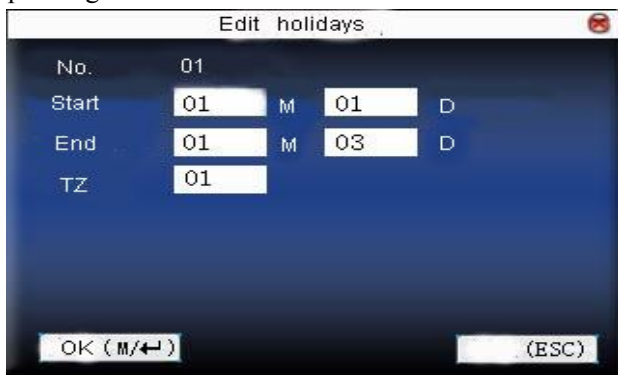 Edit holidays
No. 01
Start 01 M 01 D
End 01 M 03 D
TZ 01
OK (M/↵) (ESC)